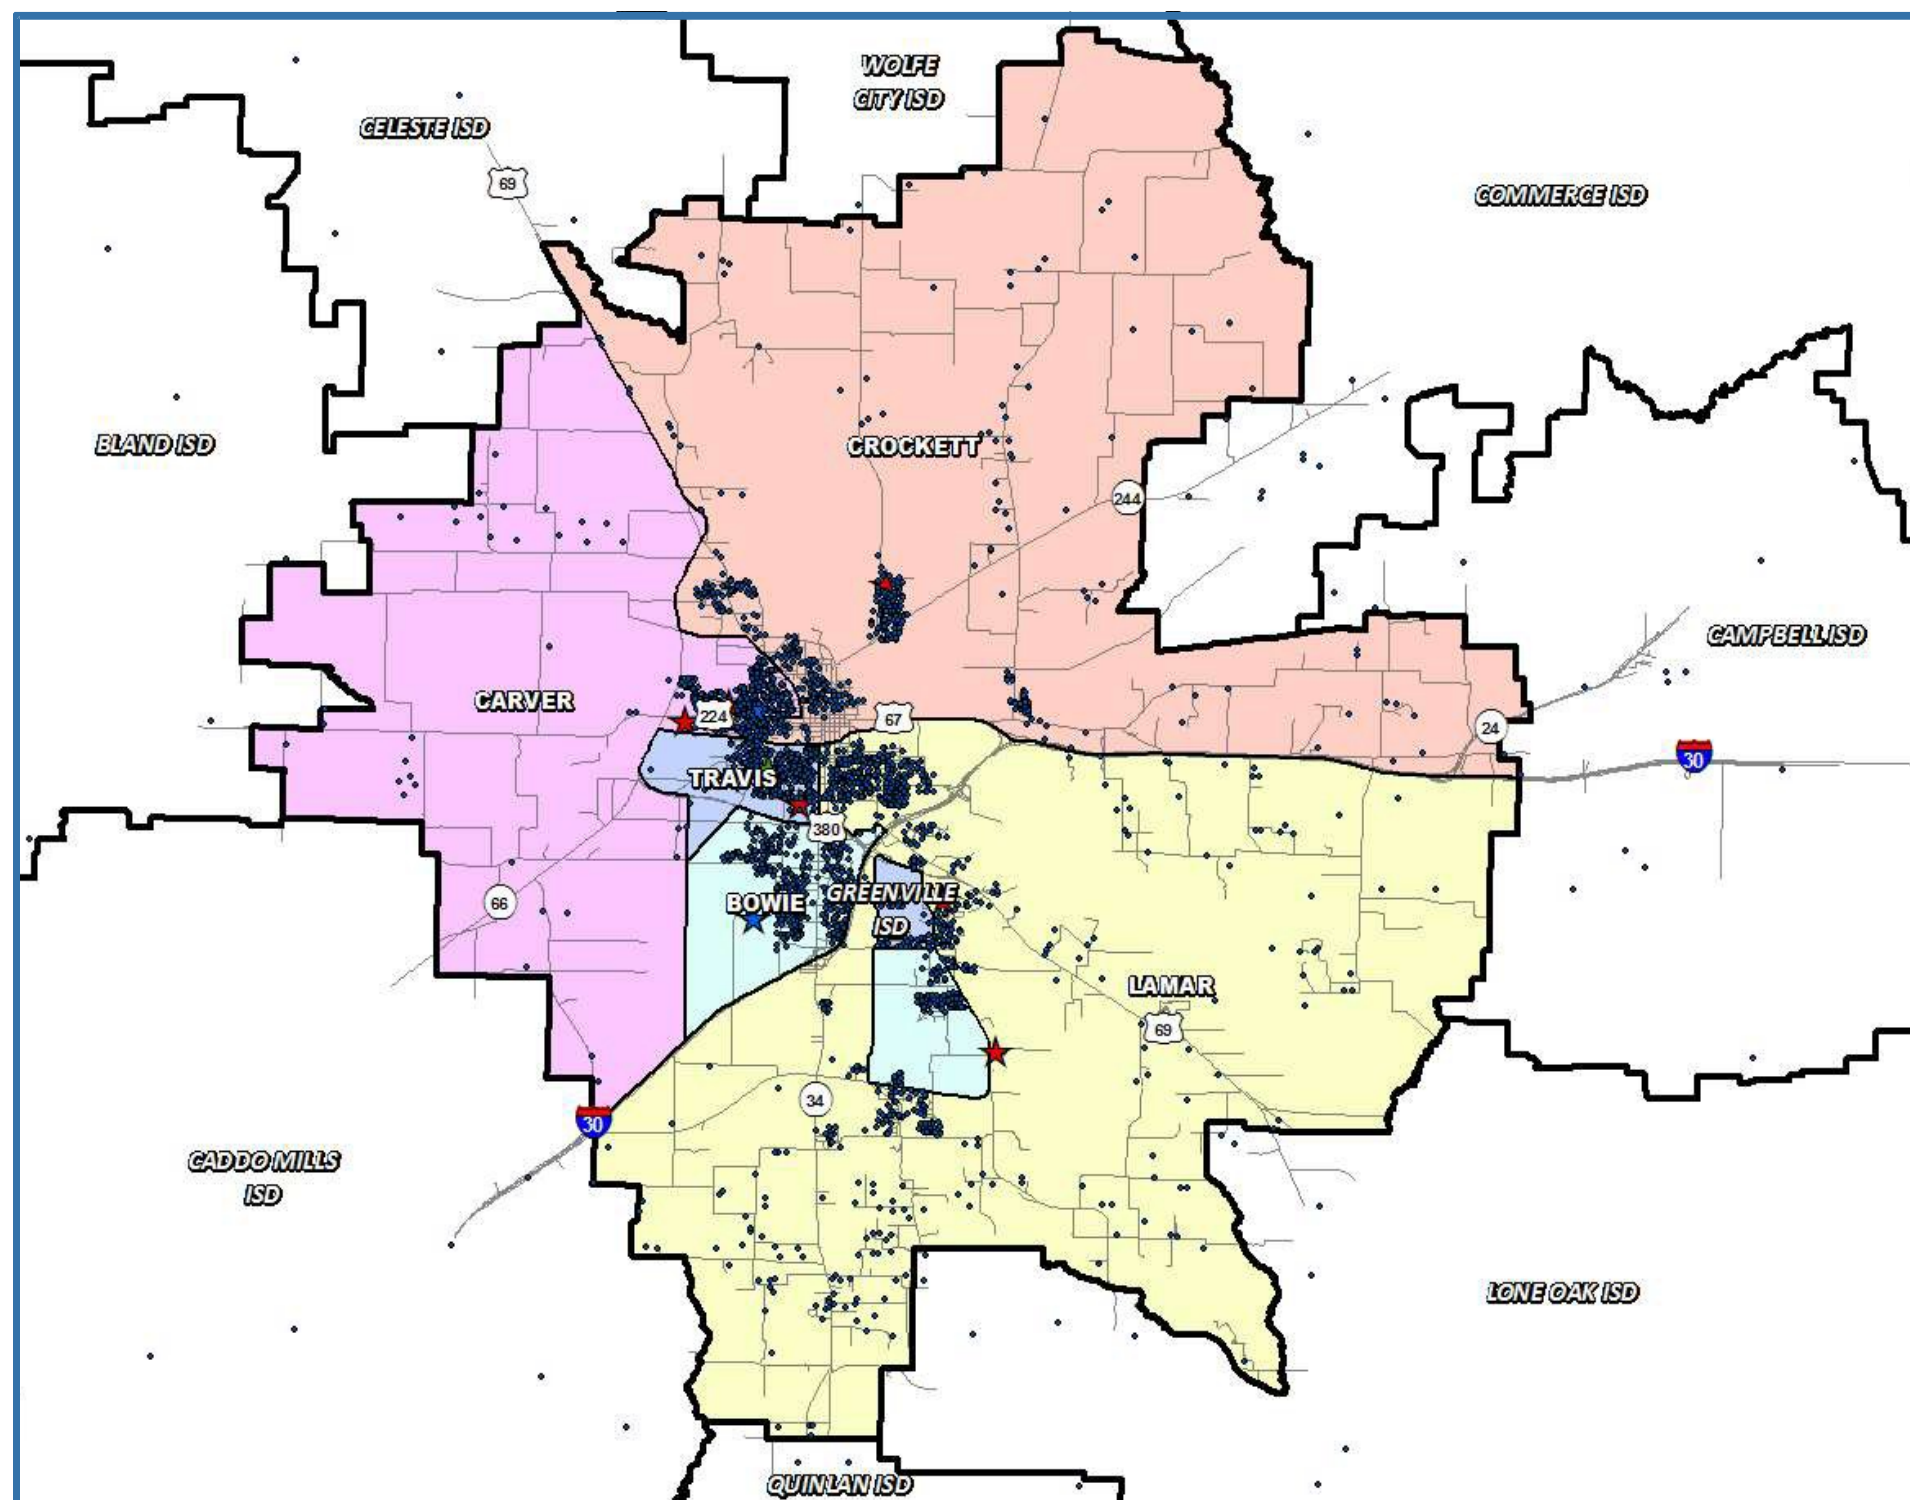 WOLFE
CITY ISD
CELESTE ISD
69
COMMERCE ISD
BLAND ISD
CROCKETT
244
CAMPBELL ISD
CARVER
224
67
24
30
TRAVIS
380
66
BOWIE
GREENVILLE
ISD
LAMAR
69
34
30
CADDO MILLS
ISD
LONE OAK ISD
QUINLAN ISD